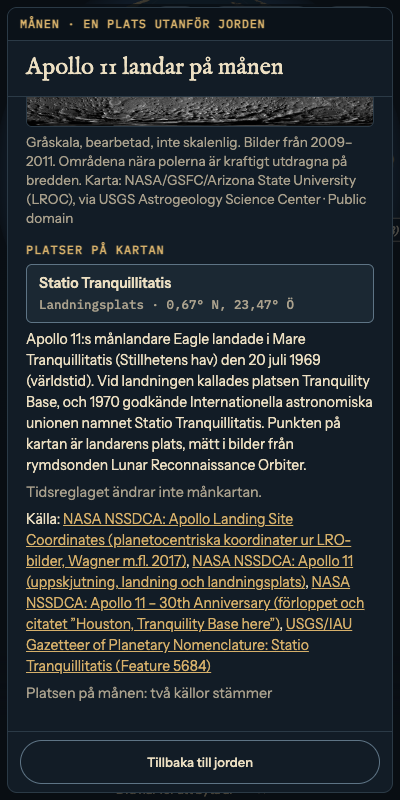 MÅNEN · EN PLATS UTANFÖR JORDEN
Apollo 11 landar på månen
Gråskala, bearbetad, inte skalenlig. Bilder från 2009–
2011. Områdena nära polerna är kraftigt utdragna på
bredden. Karta: NASA/GSFC/Arizona State University
(LROC), via USGS Astrogeology Science Center · Public
domain
PLATSER PÅ KARTAN
Statio Tranquillitatis
Landningsplats · 0,67° N, 23,47° Ö
Apollo 11:s månlandare Eagle landade i Mare
Tranquillitatis (Stillhetens hav) den 20 juli 1969
(världstid). Vid landningen kallades platsen Tranquility
Base, och 1970 godkände Internationella astronomiska
unionen namnet Statio Tranquillitatis. Punkten på
kartan är landarens plats, mätt i bilder från
rymdsonden Lunar Reconnaissance Orbiter.
Tidsreglaget ändrar inte månkartan.
Källa: NASA NSSDCA: Apollo Landing Site
Coordinates (planetocentriska koordinater ur LRO-
bilder, Wagner m.fl. 2017), NASA NSSDCA: Apollo 11
(uppskjutning, landning och landningsplats), NASA
NSSDCA: Apollo 11 – 30th Anniversary (förloppet och
citatet ”Houston, Tranquility Base here”), USGS/IAU
Gazetteer of Planetary Nomenclature: Statio
Tranquillitatis (Feature 5684)
Platsen på månen: två källor stämmer
Tillbaka till jorden